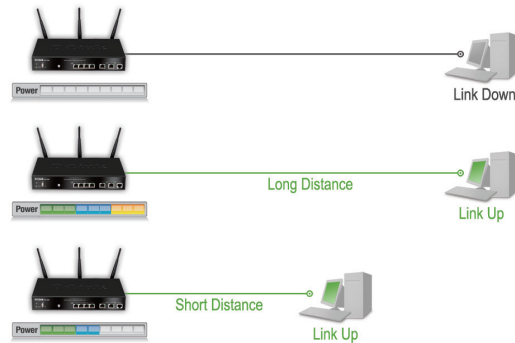 Power
Link Down
Long Distance
Power
Link Up
Short Distance
Power
Link Up